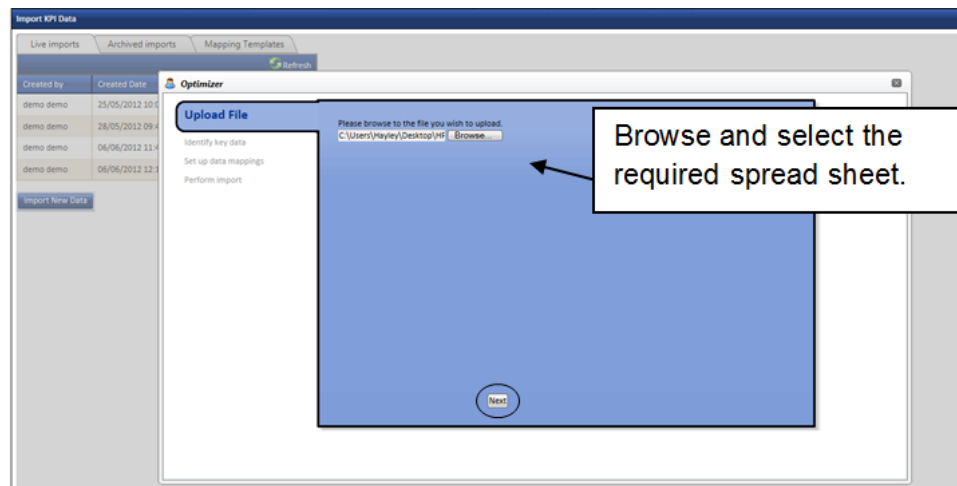 Import KPI Data
Live imports Archived imports Mapping Templates
Refresh
Created by Created Date
demo demo 25/05/2012 10:0
demo demo 28/05/2012 09:4
demo demo 06/06/2012 11:4
demo demo 06/06/2012 12:1
Import New Data
Optimizer
Upload File
Identify key data
Set up data mappings
Perform import
Please browse to the file you wish to upload.
C:\Users\Hayley\Desktop\HF Browse...
Next
Browse and select the
required spread sheet.